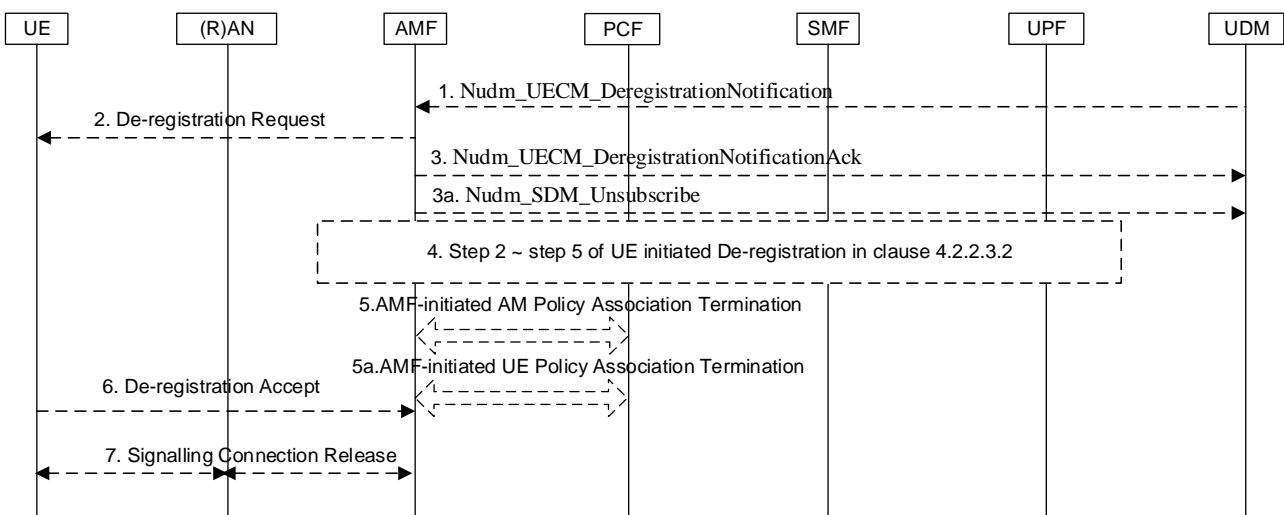 UE
(R)AN
AMF
PCF
SMF
UPF
UDM
1. Nudm_UECM_DeregistrationNotification
2. De-registration Request
3. Nudm_UECM_DeregistrationNotificationAck
3a. Nudm_SDM_Unsubscribe
4. Step 2 ~ step 5 of UE initiated De-registration in clause 4.2.2.3.2
5.AMF-initiated AM Policy Association Termination
5a.AMF-initiated UE Policy Association Termination
6. De-registration Accept
7. Signalling Connection Release